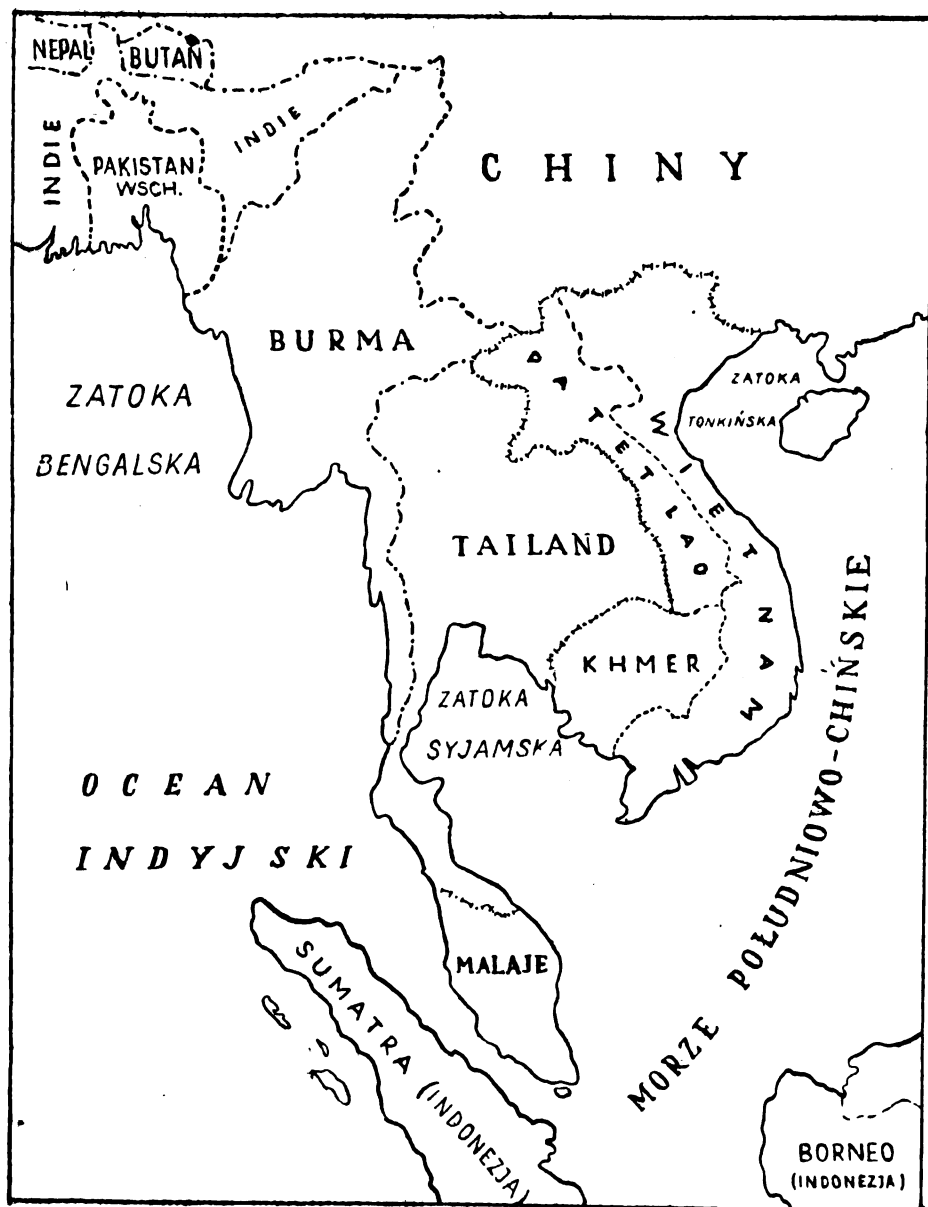 NEPAL
BUTAN
INDIE
INDIE
PAKISTAN
WSCH.
CHINY
BURMA
ZATOKA
BENGALSKA
ZATOKA
TONKIŃSKA
PATET LAO
WIETNAM
TAILAND
KHMER
ZATOKA
SYJAMSKA
OCEAN
INDYJSKI
MORZE POŁUDNIOWO-CHIŃSKIE
MALAJE
SUMATRA (INDONEZJA)
BORNEO
(INDONEZJA)